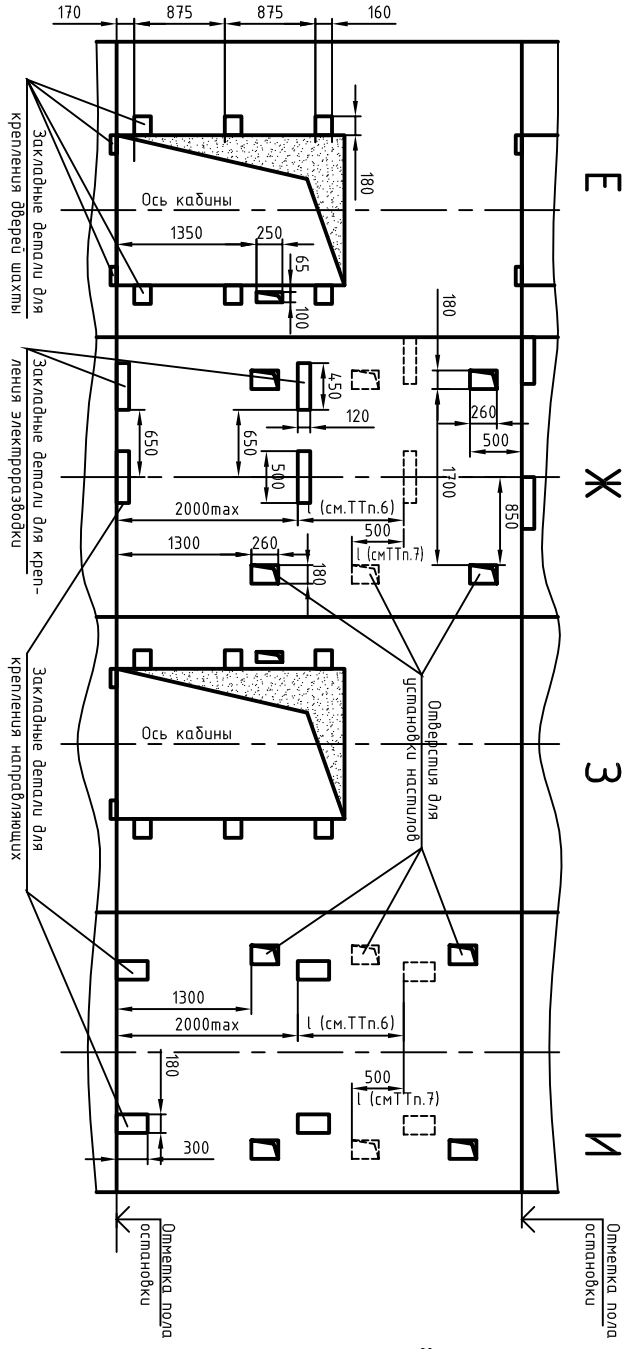 170
875
875
160
Е
180
Ось кабины
1350
250
65
100
Закладные детали для
крепления дверей шахты
Ж
180
450
260
500
120
650
650
500
1700
850
2000max
l (см.ТТп.6)
500
l (смТТп.7)
1300
260
180
Закладные детали для креп-
ления электроразводки
З
Ось кабины
Отверстия для
установки настилов
Закладные детали для
крепления направляющих
И
1300
2000max
l (см.ТТп.6)
500
l (смТТп.7)
180
300
Отметка пола
остановки
Отметка пола
остановки